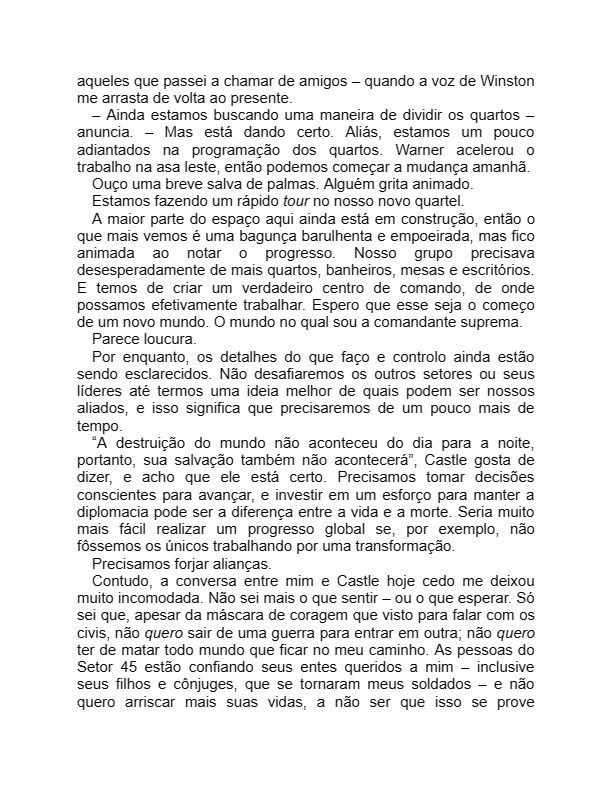 aqueles que passei a chamar de amigos – quando a voz de Winston
me arrasta de volta ao presente.
– Ainda estamos buscando uma maneira de dividir os quartos –
anuncia. – Mas está dando certo. Aliás, estamos um pouco
adiantados na programação dos quartos. Warner acelerou o
trabalho na asa leste, então podemos começar a mudança amanhã.
Ouço uma breve salva de palmas. Alguém grita animado.
Estamos fazendo um rápido tour no nosso novo quartel.
A maior parte do espaço aqui ainda está em construção, então o
que mais vemos é uma bagunça barulhenta e empoeirada, mas fico
animada ao notar o progresso. Nosso grupo precisava
desesperadamente de mais quartos, banheiros, mesas e escritórios.
E temos de criar um verdadeiro centro de comando, de onde
possamos efetivamente trabalhar. Espero que esse seja o começo
de um novo mundo. O mundo no qual sou a comandante suprema.
Parece loucura.
Por enquanto, os detalhes do que faço e controlo ainda estão
sendo esclarecidos. Não desafiaremos os outros setores ou seus
líderes até termos uma ideia melhor de quais podem ser nossos
aliados, e isso significa que precisaremos de um pouco mais de
tempo.
“A destruição do mundo não aconteceu do dia para a noite,
portanto, sua salvação também não acontecerá”, Castle gosta de
dizer, e acho que ele está certo. Precisamos tomar decisões
conscientes para avançar, e investir em um esforço para manter a
diplomacia pode ser a diferença entre a vida e a morte. Seria muito
mais fácil realizar um progresso global se, por exemplo, não
fôssemos os únicos trabalhando por uma transformação.
Precisamos forjar alianças.
Contudo, a conversa entre mim e Castle hoje cedo me deixou
muito incomodada. Não sei mais o que sentir – ou o que esperar. Só
sei que, apesar da máscara de coragem que visto para falar com os
civis, não quero sair de uma guerra para entrar em outra; não quero
ter de matar todo mundo que ficar no meu caminho. As pessoas do
Setor 45 estão confiando seus entes queridos a mim – inclusive
seus filhos e cônjuges, que se tornaram meus soldados – e não
quero arriscar mais suas vidas, a não ser que isso se prove